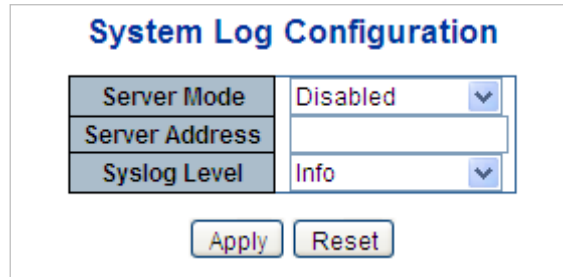 System Log Configuration
Server Mode Disabled
Server Address
Syslog Level Info
Apply Reset